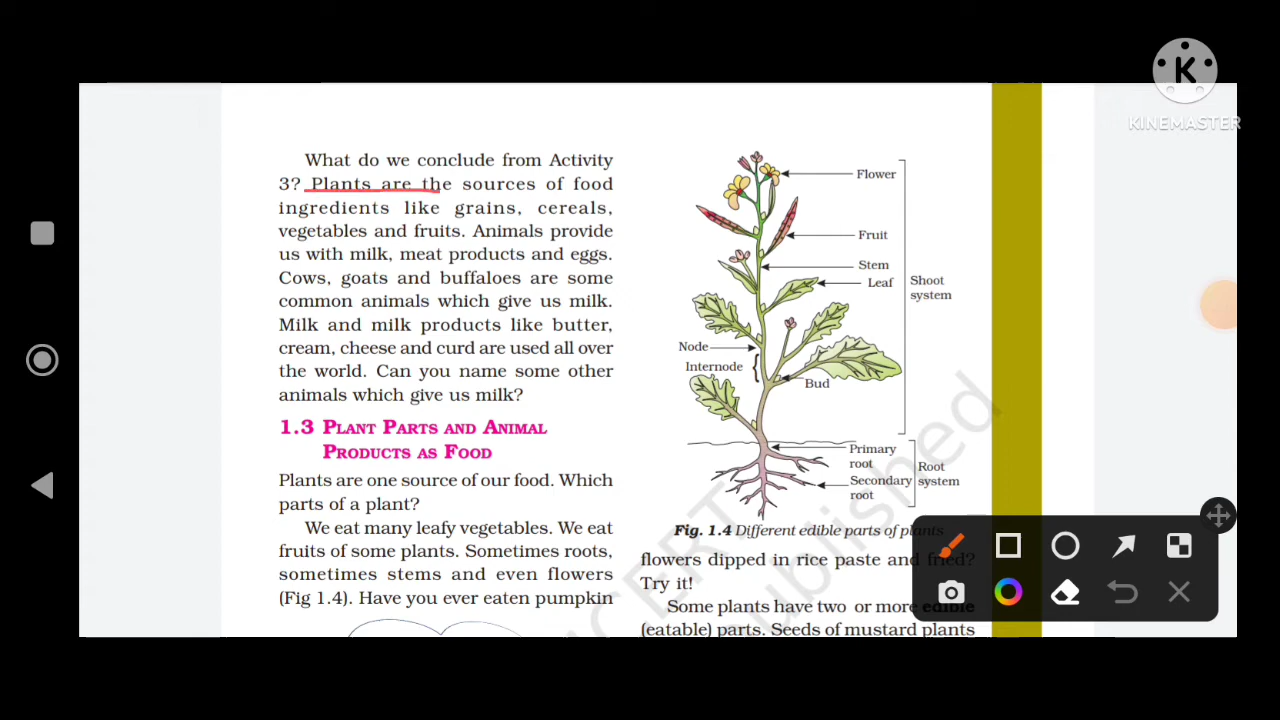 KINEMASTER
What do we conclude from Activity
3? Plants are the sources of food
ingredients like grains, cereals,
vegetables and fruits. Animals provide
us with milk, meat products and eggs.
Cows, goats and buffaloes are some
common animals which give us milk.
Milk and milk products like butter,
cream, cheese and curd are used all over
the world. Can you name some other
animals which give us milk?
1.3 PLANT PARTS AND ANIMAL
PRODUCTS AS FOOD
Plants are one source of our food. Which
parts of a plant?
We eat many leafy vegetables. We eat
fruits of some plants. Sometimes roots,
sometimes stems and even flowers
(Fig 1.4). Have you ever eaten pumpkin
Flower
Fruit
Stem
Leaf
Shoot
system
Node
Internode
Bud
Primary
root
Secondary
root
Root
system
Fig. 1.4 Different edible parts of plants
flowers dipped in rice paste and fried?
Try it!
Some plants have two or more edible
(eatable) parts. Seeds of mustard plants